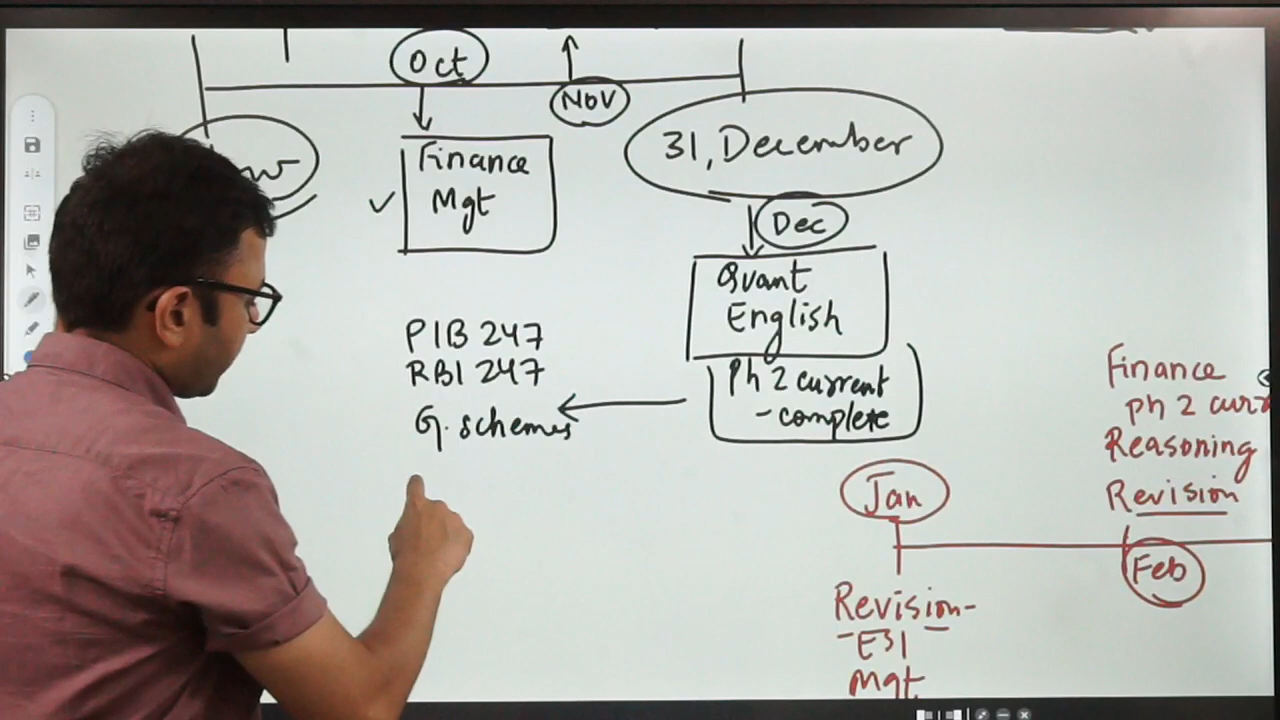 Oct
Nov
31, December
Finance
Mgt
Dec
Quant
English
PIB 247
RBI 247
G. schemes
Ph 2 current
-complete
Finance
ph 2 curr
Reasoning
Revision
Jan
Feb
Revision-
-ESI
Mgt